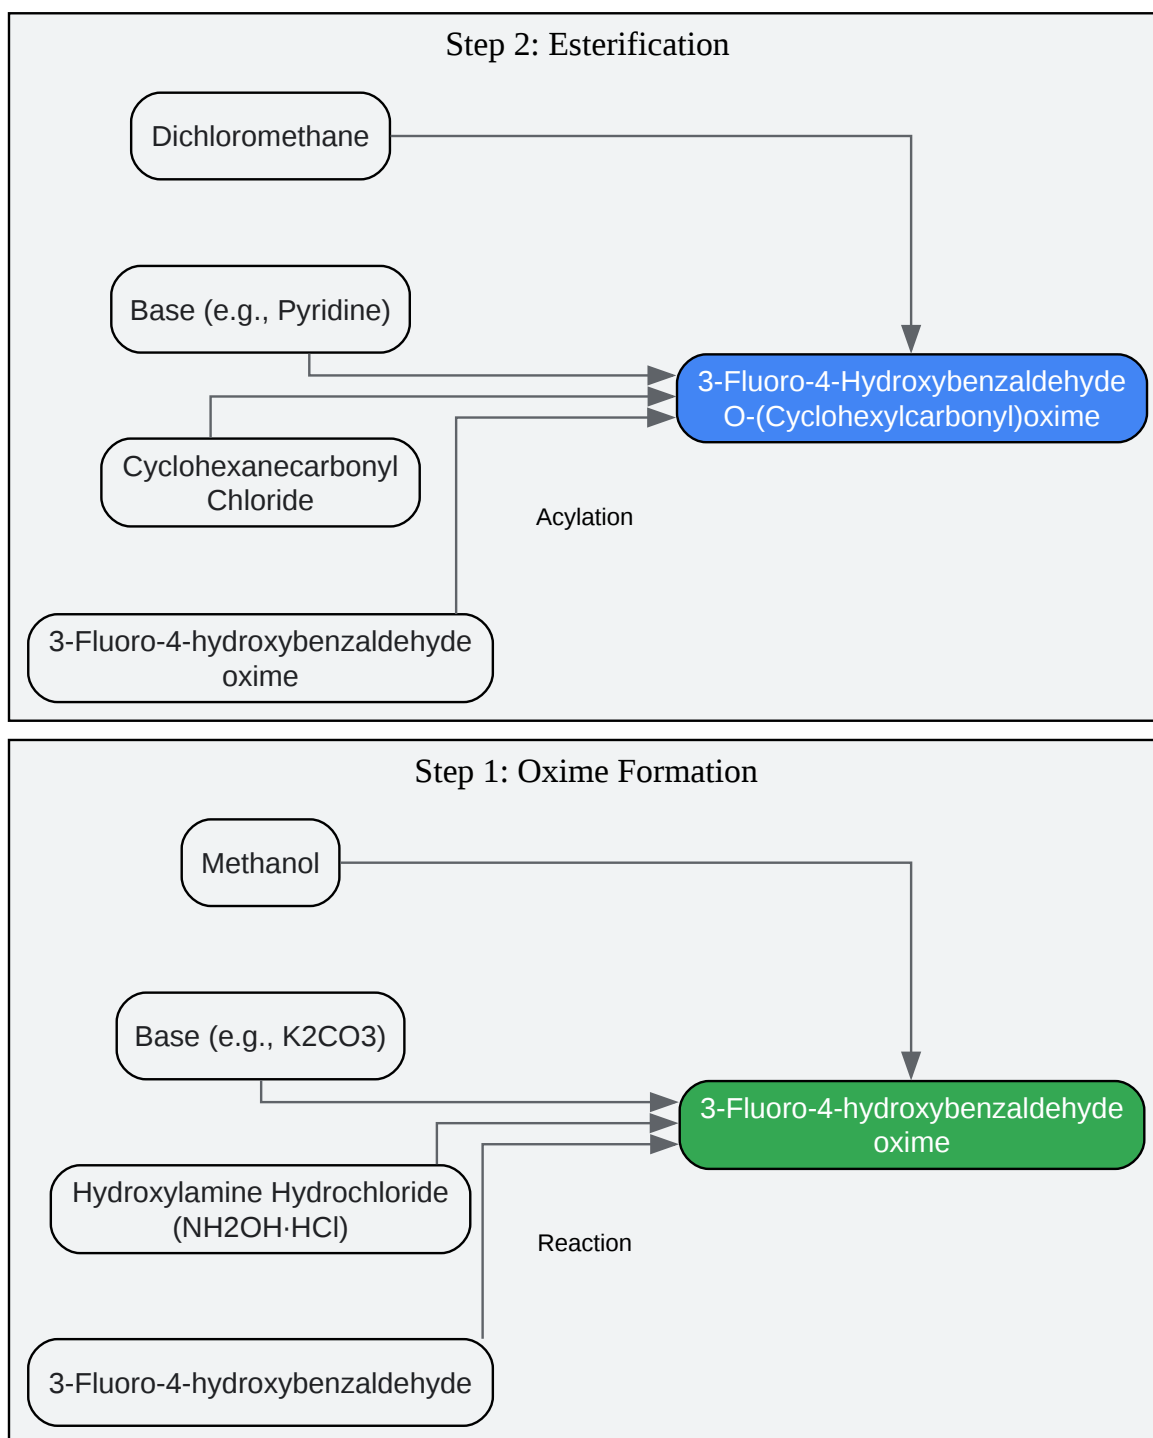 Step 2: Esterification
Dichloromethane
Base (e.g., Pyridine)
3-Fluoro-4-Hydroxybenzaldehyde
O-(Cyclohexylcarbonyl)oxime
Cyclohexanecarbonyl
Chloride
Acylation
3-Fluoro-4-hydroxybenzaldehyde
oxime
Step 1: Oxime Formation
Methanol
Base (e.g., K2CO3)
3-Fluoro-4-hydroxybenzaldehyde
oxime
Hydroxylamine Hydrochloride
(NH2OH·HCl)
Reaction
3-Fluoro-4-hydroxybenzaldehyde